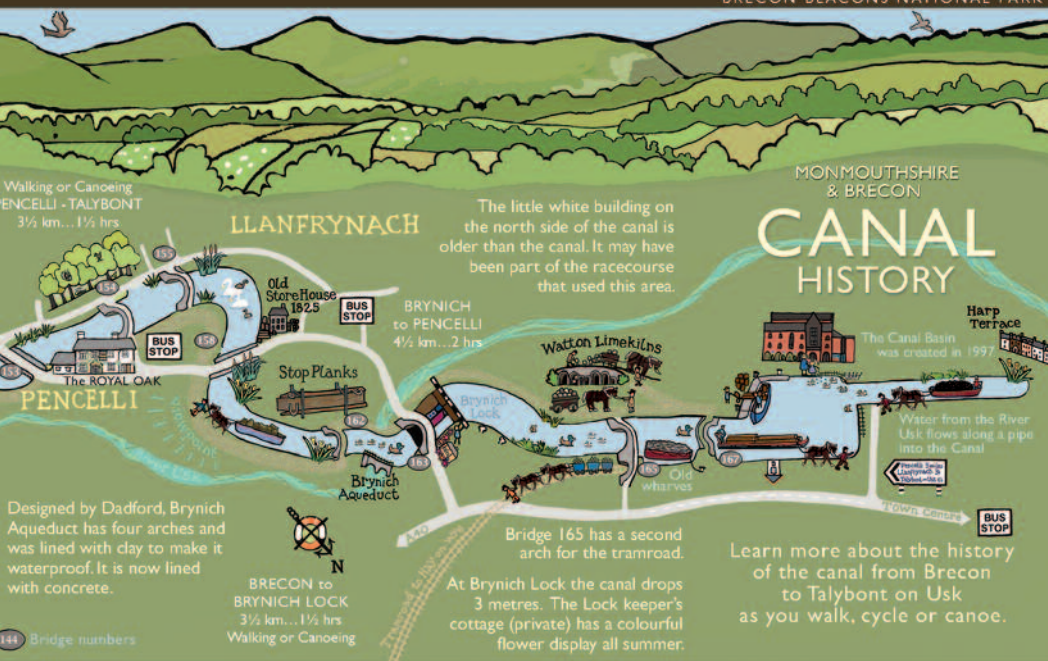 BRECON BEACONS NATIONAL PARK
MONMOUTHSHIRE
& BRECON
CANAL
HISTORY
Walking or Canoeing
PENCELLI - TALYBONT
3½ km...1½ hrs
LLANFRYNACH
The little white building on
the north side of the canal is
older than the canal. It may have
been part of the racecourse
that used this area.
155
154
Old
Store House
1825
BUS
STOP
BRYNICH
to PENCELLI
4½ km...2 hrs
BUS
STOP
158
153
The ROYAL OAK
PENCELLI
Stop Planks
162
163
Brynich
Aqueduct
Brynich
Lock
Watton Limekilns
165
Old
wharves
167
The Canal Basin
was created in 1997
Harp
Terrace
Water from the River
Usk flows along a pipe
into the Canal
Town Centre
BUS
STOP
A40
Designed by Dadford, Brynich
Aqueduct has four arches and
was lined with clay to make it
waterproof. It is now lined
with concrete.
N
BRECON to
BRYNICH LOCK
3½ km...1½ hrs
Walking or Canoeing
Bridge 165 has a second
arch for the tramroad.
At Brynich Lock the canal drops
3 metres. The Lock keeper's
cottage (private) has a colourful
flower display all summer.
Learn more about the history
of the canal from Brecon
to Talybont on Usk
as you walk, cycle or canoe.
144 Bridge numbers